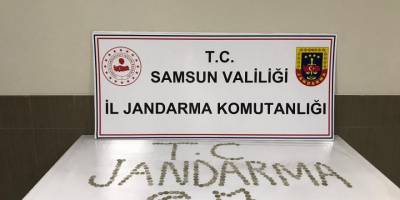 T.C.
SAMSUN VALİLİĞİ
İL JANDARMA KOMUTANLIĞI
T.C
JANDARMA